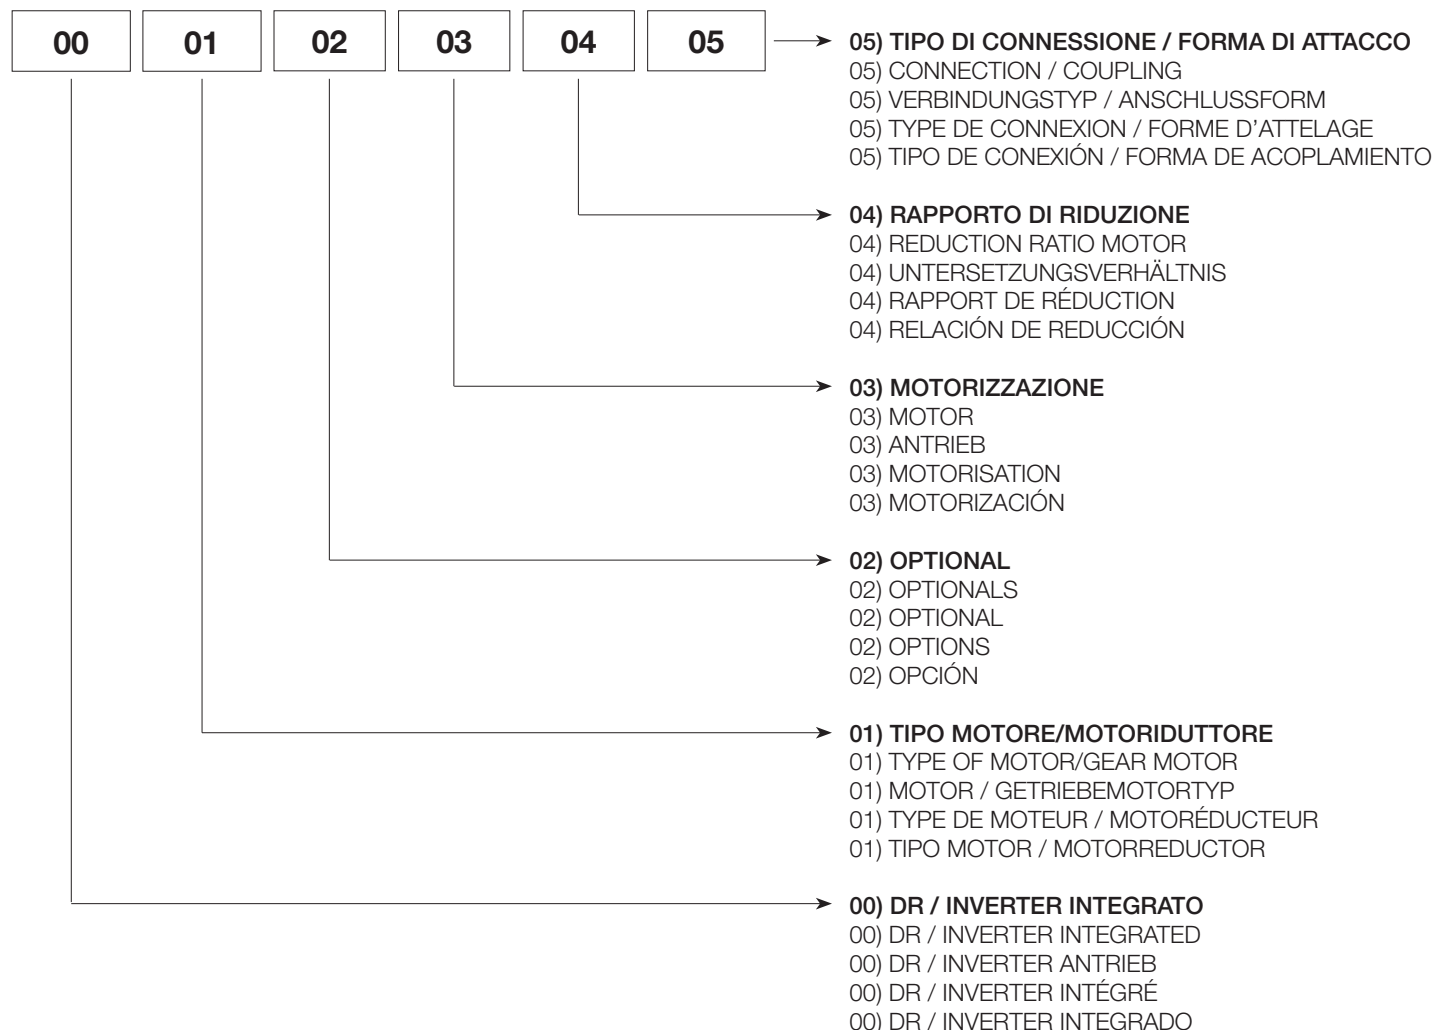 00 01 02 03 04 05
05) TIPO DI CONNESSIONE / FORMA DI ATTACCO
05) CONNECTION / COUPLING
05) VERBINDUNGSTYP / ANSCHLUSSFORM
05) TYPE DE CONNEXION / FORME D’ATTELAGE
05) TIPO DE CONEXIÓN / FORMA DE ACOPLAMIENTO
04) RAPPORTO DI RIDUZIONE
04) REDUCTION RATIO MOTOR
04) UNTERSETZUNGSVERHÄLTNIS
04) RAPPORT DE RÉDUCTION
04) RELACIÓN DE REDUCCIÓN
03) MOTORIZZAZIONE
03) MOTOR
03) ANTRIEB
03) MOTORISATION
03) MOTORIZACIÓN
02) OPTIONAL
02) OPTIONALS
02) OPTIONAL
02) OPTIONS
02) OPCIÓN
01) TIPO MOTORE/MOTORIDUTTORE
01) TYPE OF MOTOR/GEAR MOTOR
01) MOTOR / GETRIEBEMOTORTYP
01) TYPE DE MOTEUR / MOTORÉDUCTEUR
01) TIPO MOTOR / MOTORREDUCTOR
00) DR / INVERTER INTEGRATO
00) DR / INVERTER INTEGRATED
00) DR / INVERTER ANTRIEB
00) DR / INVERTER INTÉGRÉ
00) DR / INVERTER INTEGRADO